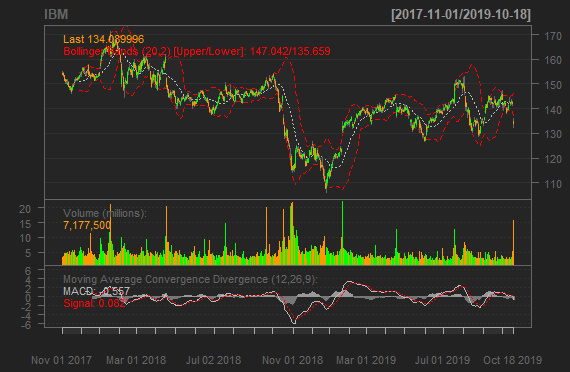 IBM [2017-11-01/2019-10-18]
Last 134.089996
Bollinger Bands (20,2) [Upper/Lower]: 147.042/135.659
170
160
150
140
130
120
110
Volume (millions):
7,177,500
20
15
10
5
Moving Average Convergence Divergence (12,26,9):
MACD: -0.557
Signal: 0.082
6
4
2
0
-2
-4
-6
Nov 01 2017 Mar 01 2018 Jul 02 2018 Nov 01 2018 Mar 01 2019 Jul 01 2019 Oct 18 2019